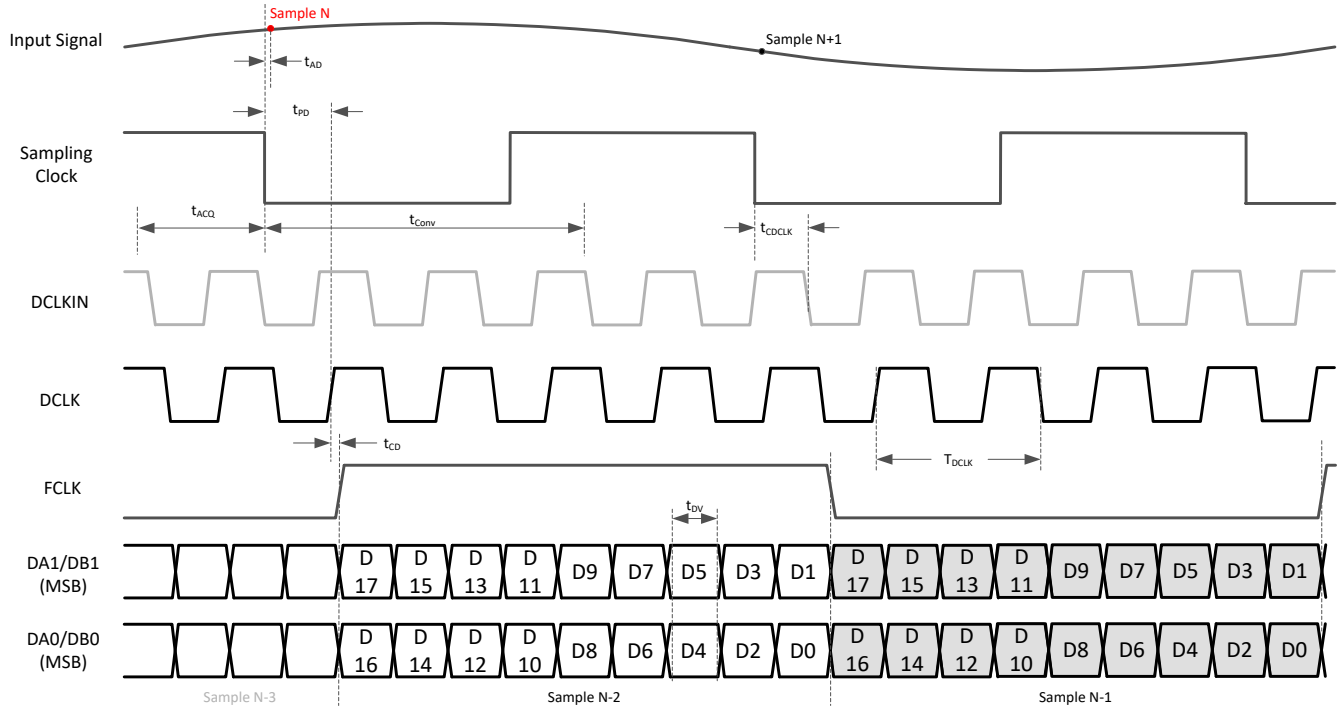 Sample N
Input Signal
Sample N+1
tAD
tPD
Sampling
Clock
tACQ
tConv
tCDCLK
DCLKIN
DCLK
tCD
TDCLK
FCLK
tDV
DA1/DB1
(MSB)
D 17 D 15 D 13 D 11 D9 D7 D5 D3 D1 D 17 D 15 D 13 D 11 D9 D7 D5 D3 D1
DA0/DB0
(MSB)
D 16 D 14 D 12 D 10 D8 D6 D4 D2 D0 D 16 D 14 D 12 D 10 D8 D6 D4 D2 D0
Sample N-3 Sample N-2 Sample N-1